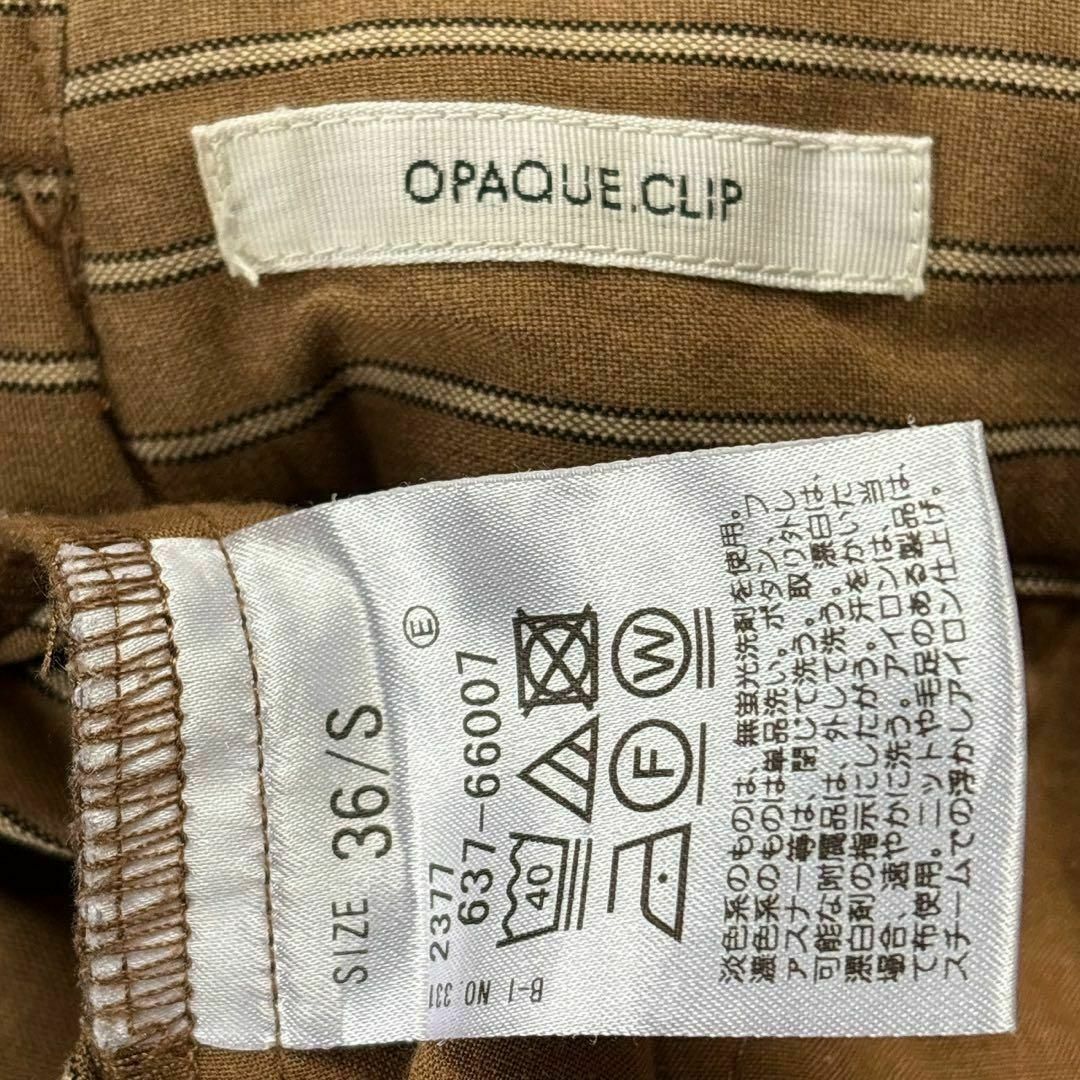 OPAQUE.CLIP
SIZE 36/S
E
2377
637-66007
40
F
W
淡色系のものは、無蛍光洗剤を使用。
濃色系のものは単品洗い。ボタン、フ
ァスナー等は、閉じて洗う。取り外し
可能な附属品は、外して洗う。漂白は、
漂白剤の指示にしたがう。汗をかいた
場合、速やかに洗う。アイロンは、当
て布使用。ニットや毛足のある製品は、
スチームでの浮かしアイロン仕上げ。
B-1 NO.331